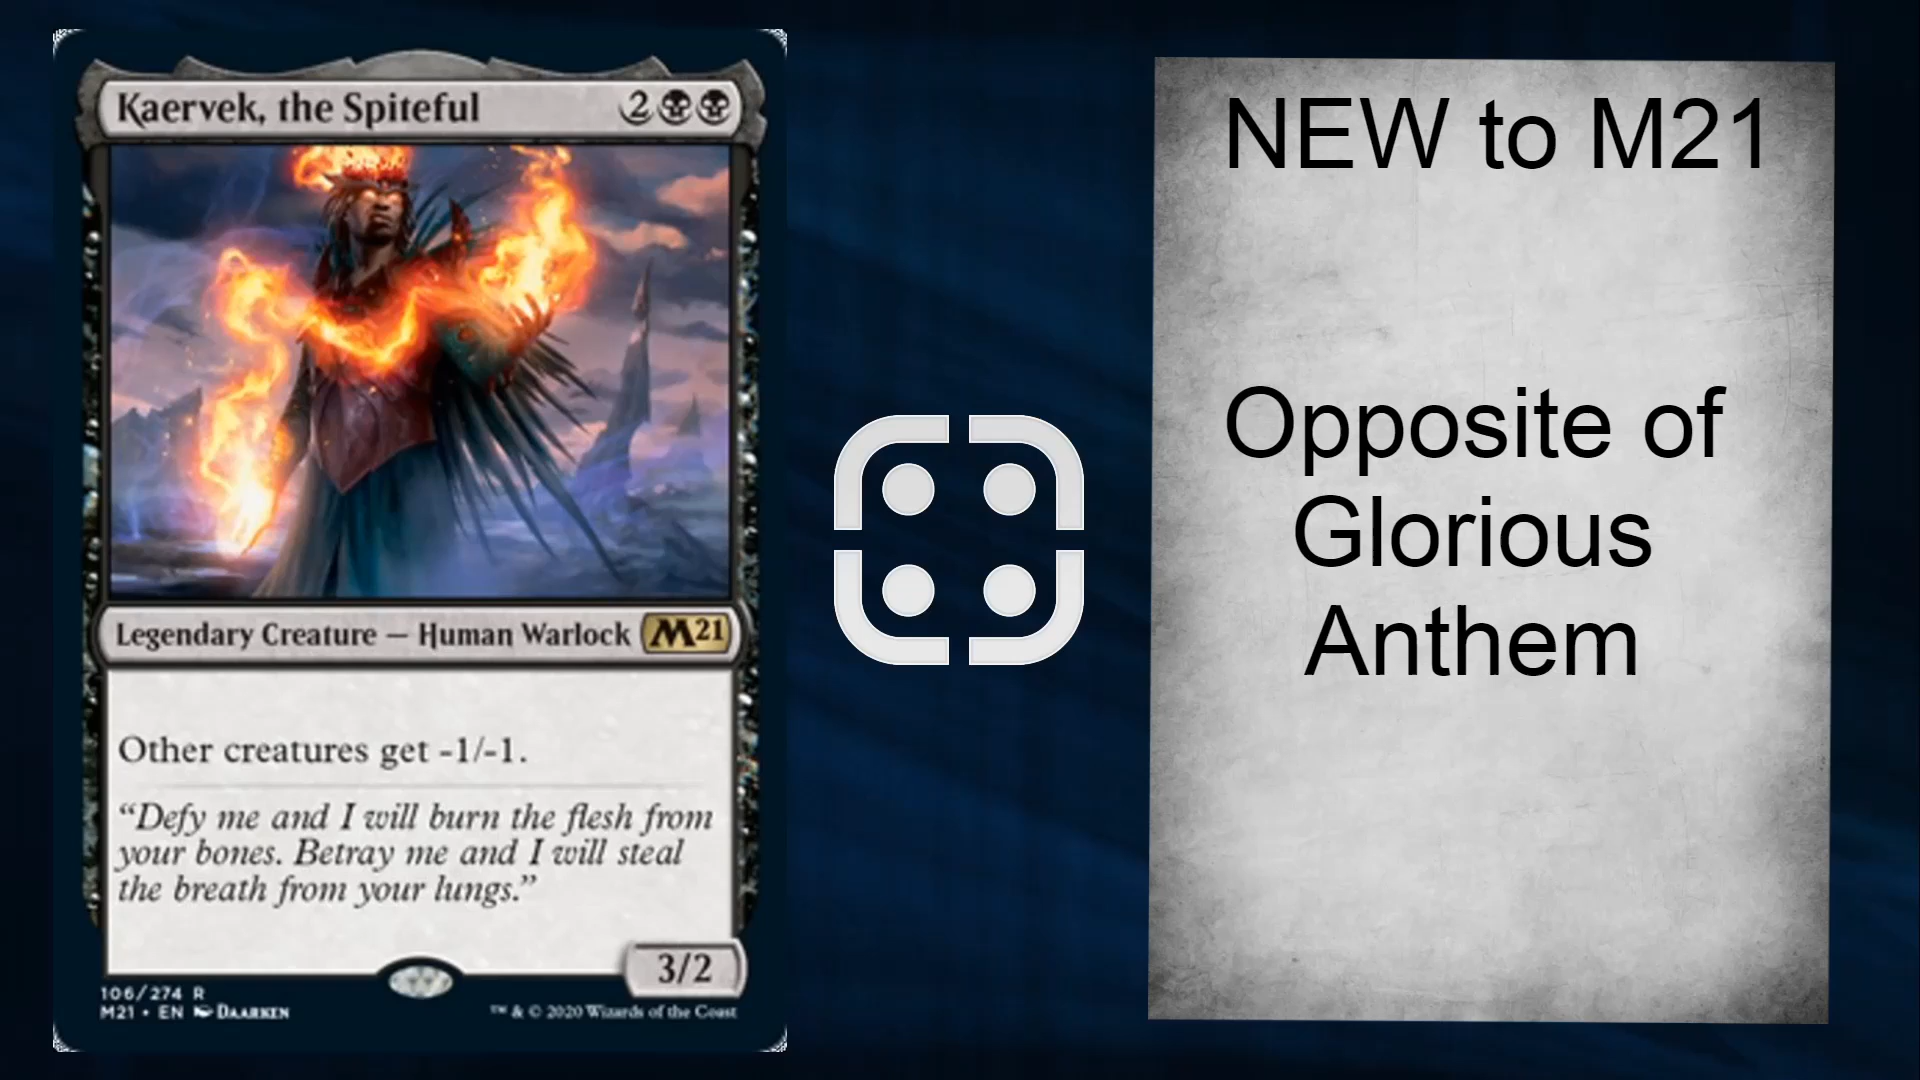 Kaervek, the Spiteful 2
Legendary Creature — Human Warlock M21
Other creatures get -1/-1.
“Defy me and I will burn the flesh from
your bones. Betray me and I will steal
the breath from your lungs.”
3/2
106/274 R
M21 • EN DAARKEN
™ & © 2020 Wizards of the Coast
NEW to M21
Opposite of
Glorious
Anthem